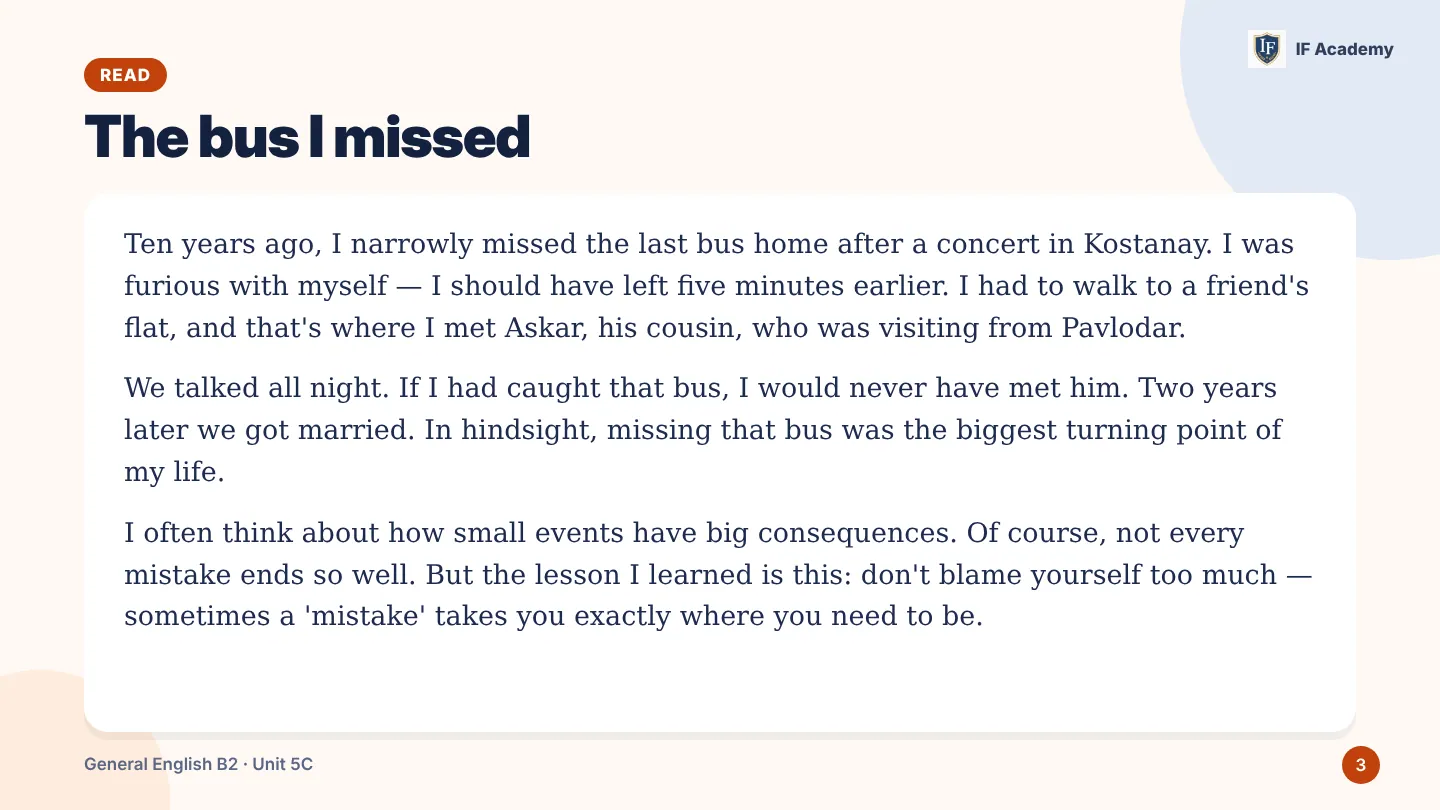 IF Academy
READ
The bus I missed
Ten years ago, I narrowly missed the last bus home after a concert in Kostanay. I was
furious with myself — I should have left five minutes earlier. I had to walk to a friend's
flat, and that's where I met Askar, his cousin, who was visiting from Pavlodar.
We talked all night. If I had caught that bus, I would never have met him. Two years
later we got married. In hindsight, missing that bus was the biggest turning point of
my life.
I often think about how small events have big consequences. Of course, not every
mistake ends so well. But the lesson I learned is this: don't blame yourself too much —
sometimes a 'mistake' takes you exactly where you need to be.
General English B2 · Unit 5C
3